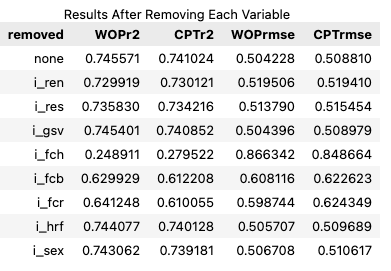 Results After Removing Each Variable
removed WOPr2 CPTr2 WOPrmse CPTrmse
none 0.745571 0.741024 0.504228 0.508810
i_ren 0.729919 0.730121 0.519506 0.519410
i_res 0.735830 0.734216 0.513790 0.515454
i_gsv 0.745401 0.740852 0.504396 0.508979
i_fch 0.248911 0.279522 0.866342 0.848664
i_fcb 0.629929 0.612208 0.608116 0.622623
i_fcr 0.641248 0.610055 0.598744 0.624349
i_hrf 0.744077 0.740128 0.505707 0.509689
i_sex 0.743062 0.739181 0.506708 0.510617